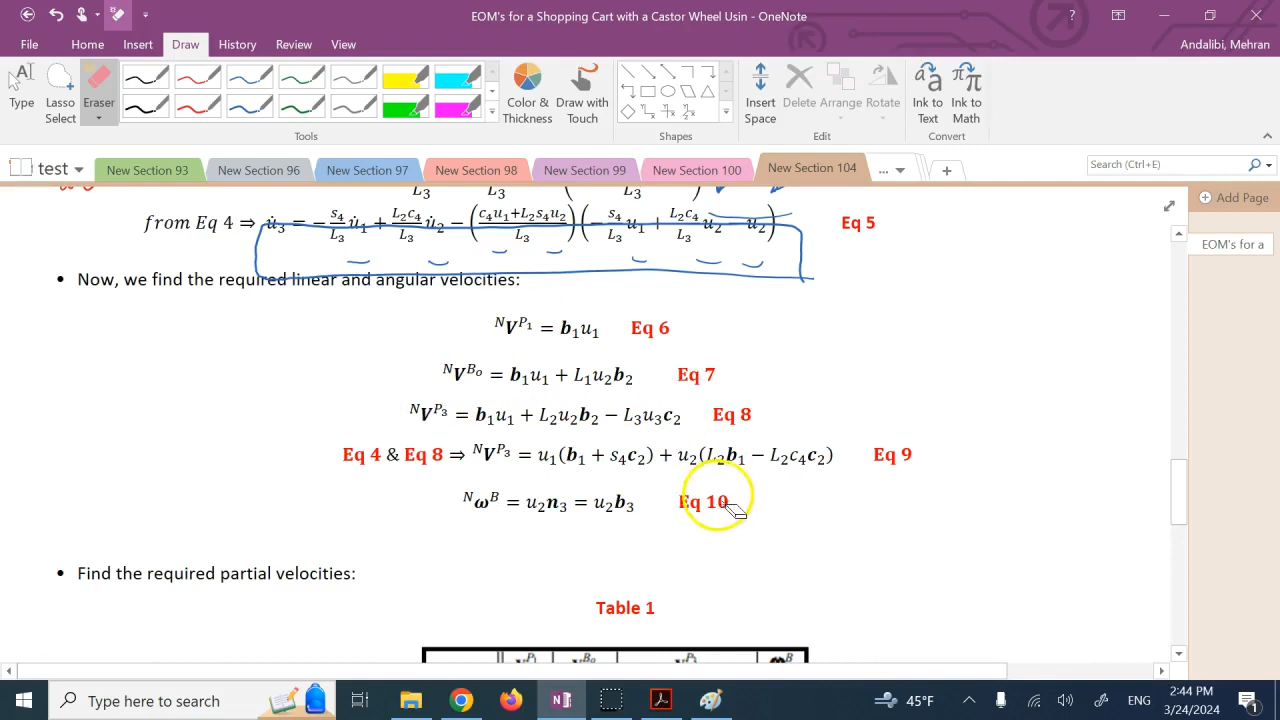 EOM's for a Shopping Cart with a Castor Wheel Usin - OneNote
?
Andalibi, Mehran
File Home Insert Draw History Review View
Type
Lasso Select
Eraser
Color & Thickness
Draw with Touch
Insert Space
Delete
Arrange
Rotate
Ink to Text
Ink to Math
Tools
Shapes
Edit
Convert
test
New Section 93 New Section 96 New Section 97 New Section 98 New Section 99 New Section 100 New Section 104 ...
Search (Ctrl+E)
Add Page
EOM's for a
L₃ L₃ L₃
from Eq 4 ⇒ u̇₃ = −(s₄/L₃)u̇₁ + (L₂c₄/L₃)u̇₂ − ((c₄u₁+L₂s₄u₂)/L₃)(−(s₄/L₃)u₁ + (L₂c₄/L₃)u₂ − u₂) Eq 5
• Now, we find the required linear and angular velocities:
ᴺV^P₁ = b₁u₁ Eq 6
ᴺV^Bₒ = b₁u₁ + L₁u₂b₂ Eq 7
ᴺV^P₃ = b₁u₁ + L₂u₂b₂ − L₃u₃c₂ Eq 8
Eq 4 & Eq 8 ⇒ ᴺV^P₃ = u₁(b₁ + s₄c₂) + u₂(L₂b₁ − L₂c₄c₂) Eq 9
ᴺω^B = u₂n₃ = u₂b₃ Eq 10
• Find the required partial velocities:
Table 1
Type here to search
45°F
ENG
2:44 PM
3/24/2024
1